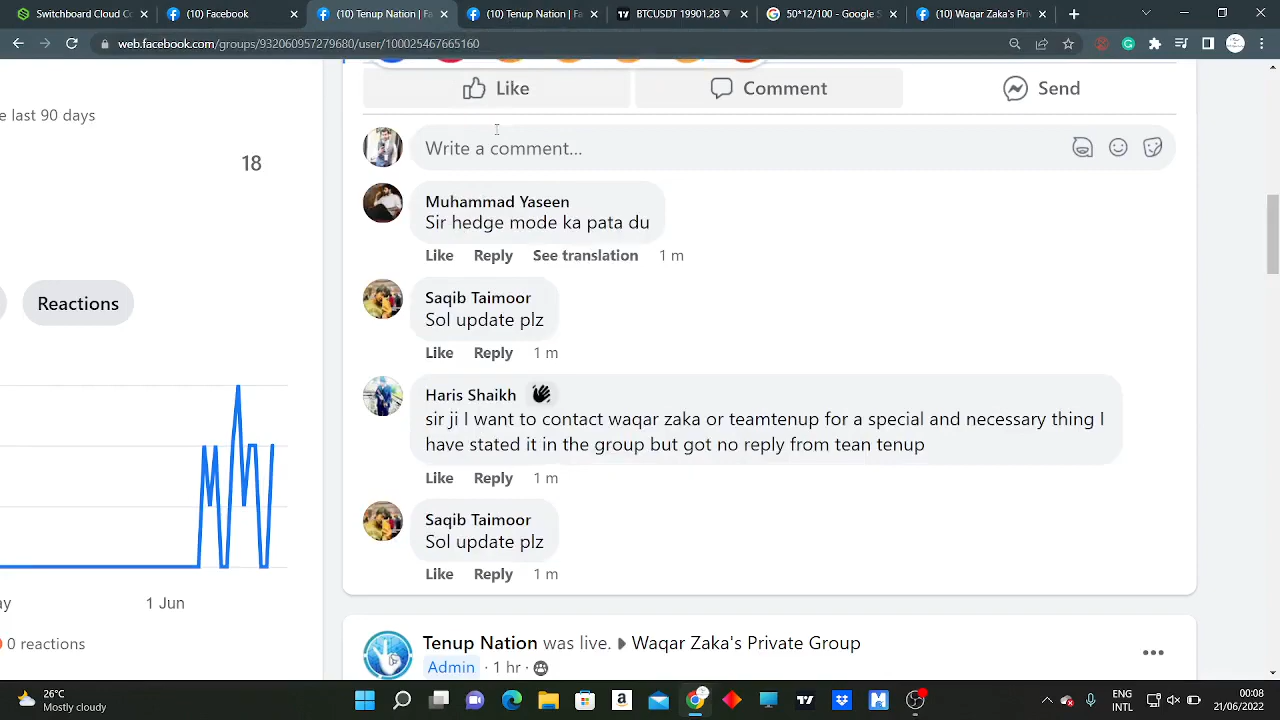 Switchboard Cloud Co
(10) Facebook
(10) Tenup Nation | Fa
(10) Tenup Nation | Fa
BTCUSDT 19901.28 ▼
50*12/100 - Google S
(10) Waqar Zaka's Priv
web.facebook.com/groups/932060957279680/user/100025467665160
e last 90 days
18
Reactions
ay
1 Jun
0 reactions
Like
Comment
Send
Write a comment...
Muhammad Yaseen
Sir hedge mode ka pata du
Like Reply See translation 1 m
Saqib Taimoor
Sol update plz
Like Reply 1 m
Haris Shaikh
sir ji I want to contact waqar zaka or teamtenup for a special and necessary thing I
have stated it in the group but got no reply from tean tenup
Like Reply 1 m
Saqib Taimoor
Sol update plz
Like Reply 1 m
Tenup Nation was live. ▶ Waqar Zaka's Private Group
Admin · 1 hr ·
26°C
Mostly cloudy
ENG
INTL
00:08
21/06/2022